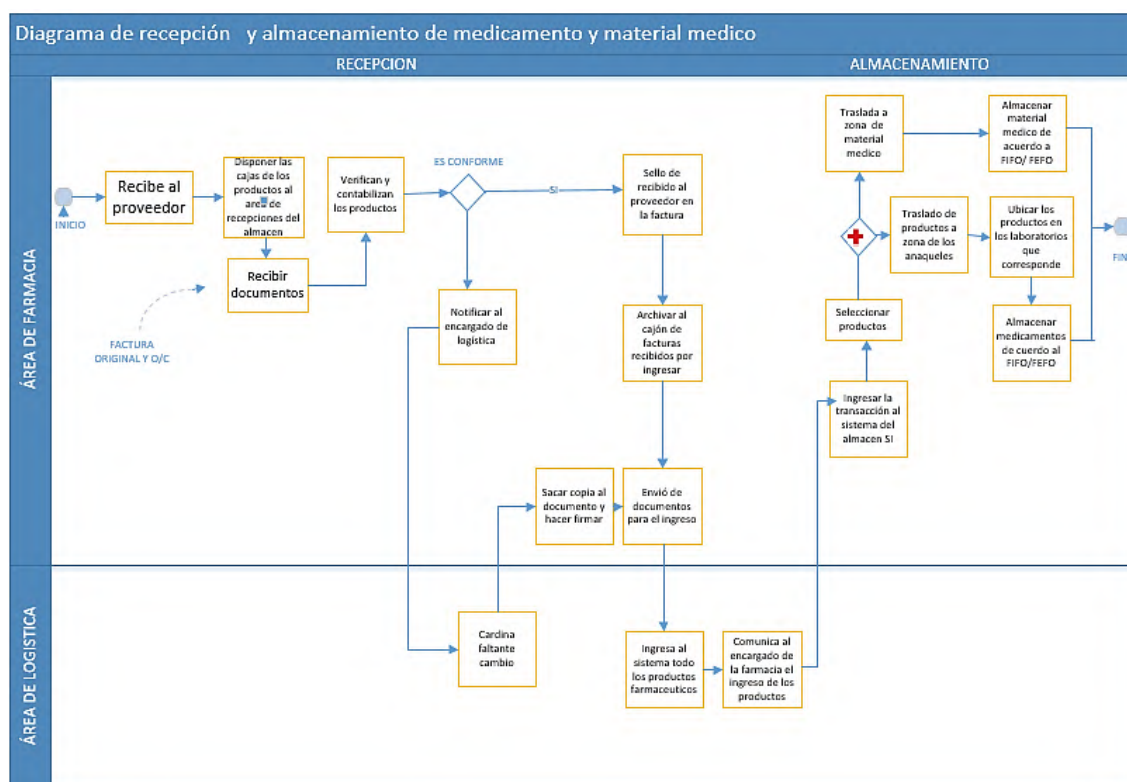 Diagrama de recepción y almacenamiento de medicamento y material medico
RECEPCION
ALMACENAMIENTO
ÁREA DE FARMACIA
INICIO
Recibe al
proveedor
Disponer las
cajas de los
productos al
area de
recepciones del
almacen
Recibir
documentos
FACTURA
ORIGINAL Y O/C
Verifican y
contabilizan
los productos
ES CONFORME
SI
Notificar al
encargado de
logística
Sello de
recibido al
proveedor en
la factura
Archivar al
cajón de
facturas
recibidos por
ingresar
Sacar copia al
documento y
hacer firmar
Envió de
documentos
para el ingreso
Traslada a
zona de
material
medico
Almacenar
material
medico de
acuerdo a
FIFO/ FEFO
Traslado de
productos a
zona de los
anaqueles
Ubicar los
productos en
los laboratorios
que
corresponde
FIN
Seleccionar
productos
Almacenar
medicamentos
de cuerdo al
FIFO/FEFO
Ingresar la
transacción al
sistema del
almacen SI
ÁREA DE LOGISTICA
Cardina
faltante
cambio
Ingresa al
sistema todo
los productos
farmaceuticos
Comunica al
encargado de
la farmacia el
ingreso de los
productos